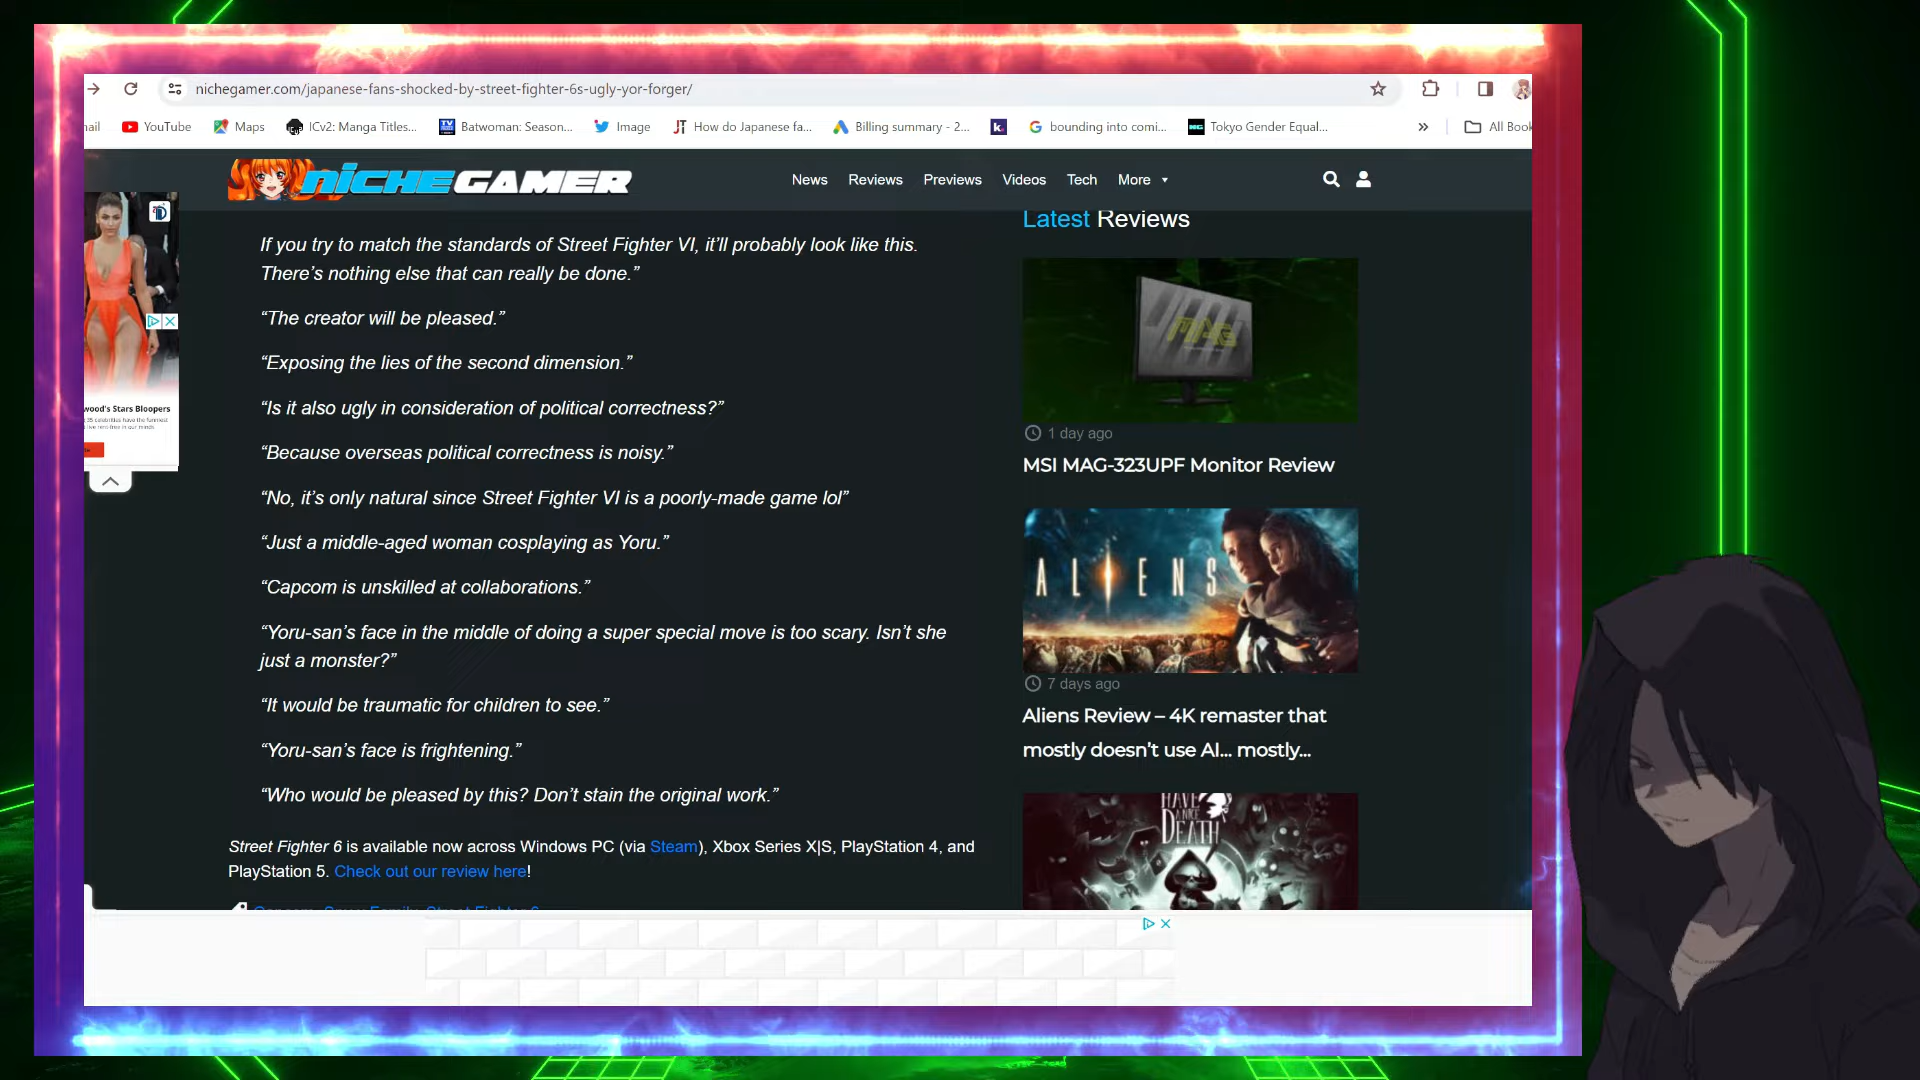 nichegamer.com/japanese-fans-shocked-by-street-fighter-6s-ugly-yor-forger/
YouTube
Maps
ICv2: Manga Titles...
Batwoman: Season...
Image
How do Japanese fa...
Billing summary - 2...
bounding into comi...
Tokyo Gender Equal...
»
All Book
NICHEGAMER
News
Reviews
Previews
Videos
Tech
More
If you try to match the standards of Street Fighter VI, it’ll probably look like this.
There’s nothing else that can really be done.”
“The creator will be pleased.”
“Exposing the lies of the second dimension.”
“Is it also ugly in consideration of political correctness?”
“Because overseas political correctness is noisy.”
“No, it’s only natural since Street Fighter VI is a poorly-made game lol”
“Just a middle-aged woman cosplaying as Yoru.”
“Capcom is unskilled at collaborations.”
“Yoru-san’s face in the middle of doing a super special move is too scary. Isn’t she
just a monster?”
“It would be traumatic for children to see.”
“Yoru-san’s face is frightening.”
“Who would be pleased by this? Don’t stain the original work.”
Street Fighter 6 is available now across Windows PC (via Steam), Xbox Series X|S, PlayStation 4, and
PlayStation 5. Check out our review here!
wood's Stars Bloopers
Latest Reviews
MAG
1 day ago
MSI MAG-323UPF Monitor Review
ALIENS
7 days ago
Aliens Review – 4K remaster that
mostly doesn’t use AI... mostly...
HAVE
A NICE
DEATH